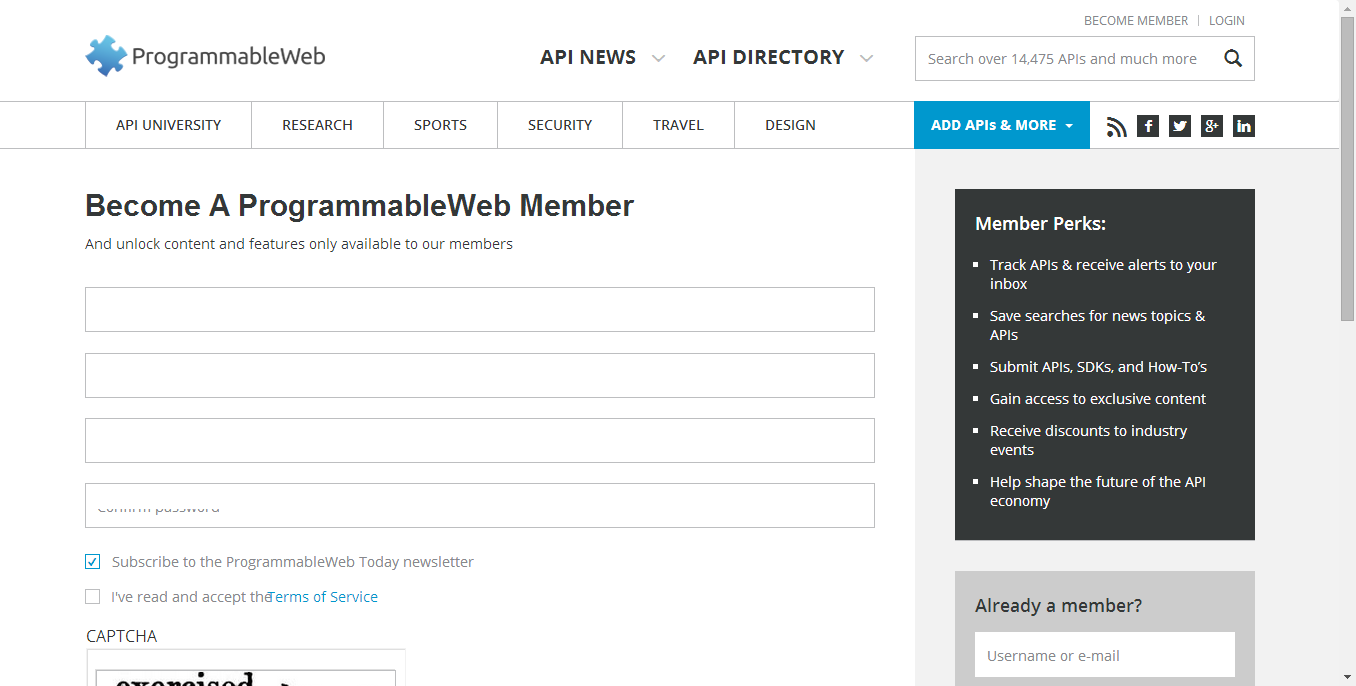 BECOME MEMBER LOGIN
ProgrammableWeb
API NEWS API DIRECTORY
Search over 14,475 APIs and much more
API UNIVERSITY RESEARCH SPORTS SECURITY TRAVEL DESIGN
ADD APIs & MORE
f g+ in
Become A ProgrammableWeb Member
And unlock content and features only available to our members
Confirm password
Subscribe to the ProgrammableWeb Today newsletter
I've read and accept the Terms of Service
CAPTCHA
Member Perks:
Track APIs & receive alerts to your
inbox
Save searches for news topics &
APIs
Submit APIs, SDKs, and How-To's
Gain access to exclusive content
Receive discounts to industry
events
Help shape the future of the API
economy
Already a member?
Username or e-mail